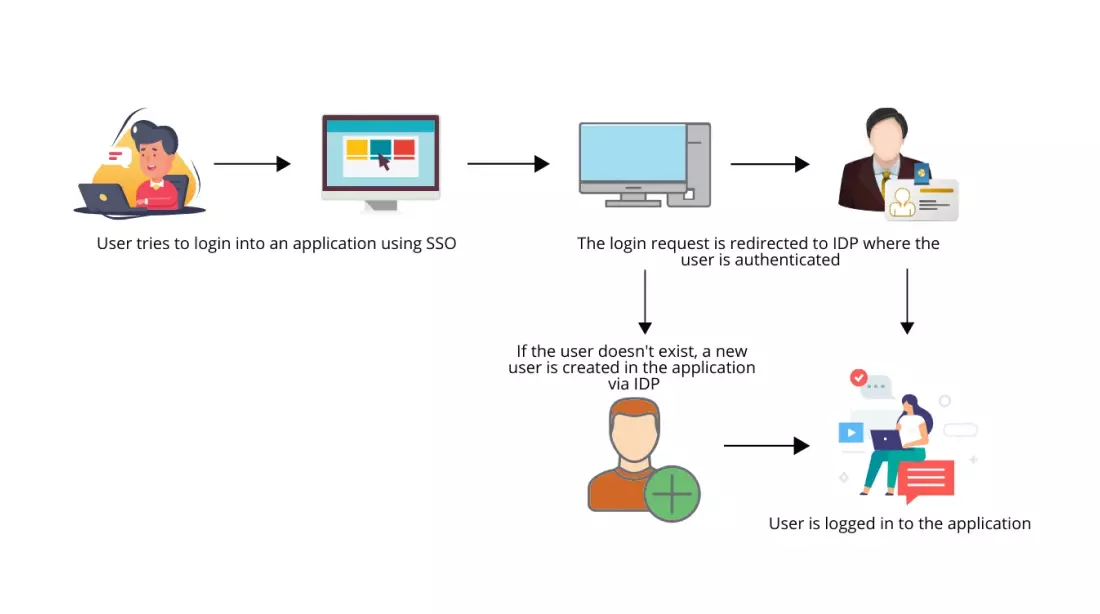 User tries to login into an application using SSO
The login request is redirected to IDP where the
user is authenticated
If the user doesn't exist, a new
user is created in the application
via IDP
User is logged in to the application